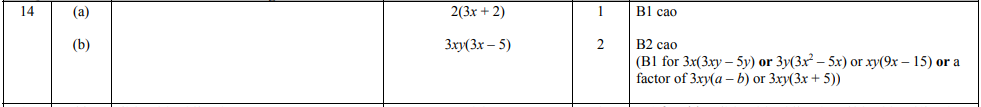 14 (a) 2(3x + 2) 1 B1 cao
(b) 3xy(3x – 5) 2 B2 cao
(B1 for 3x(3xy – 5y) or 3y(3x² – 5x) or xy(9x – 15) or a
factor of 3xy(a – b) or 3xy(3x + 5))